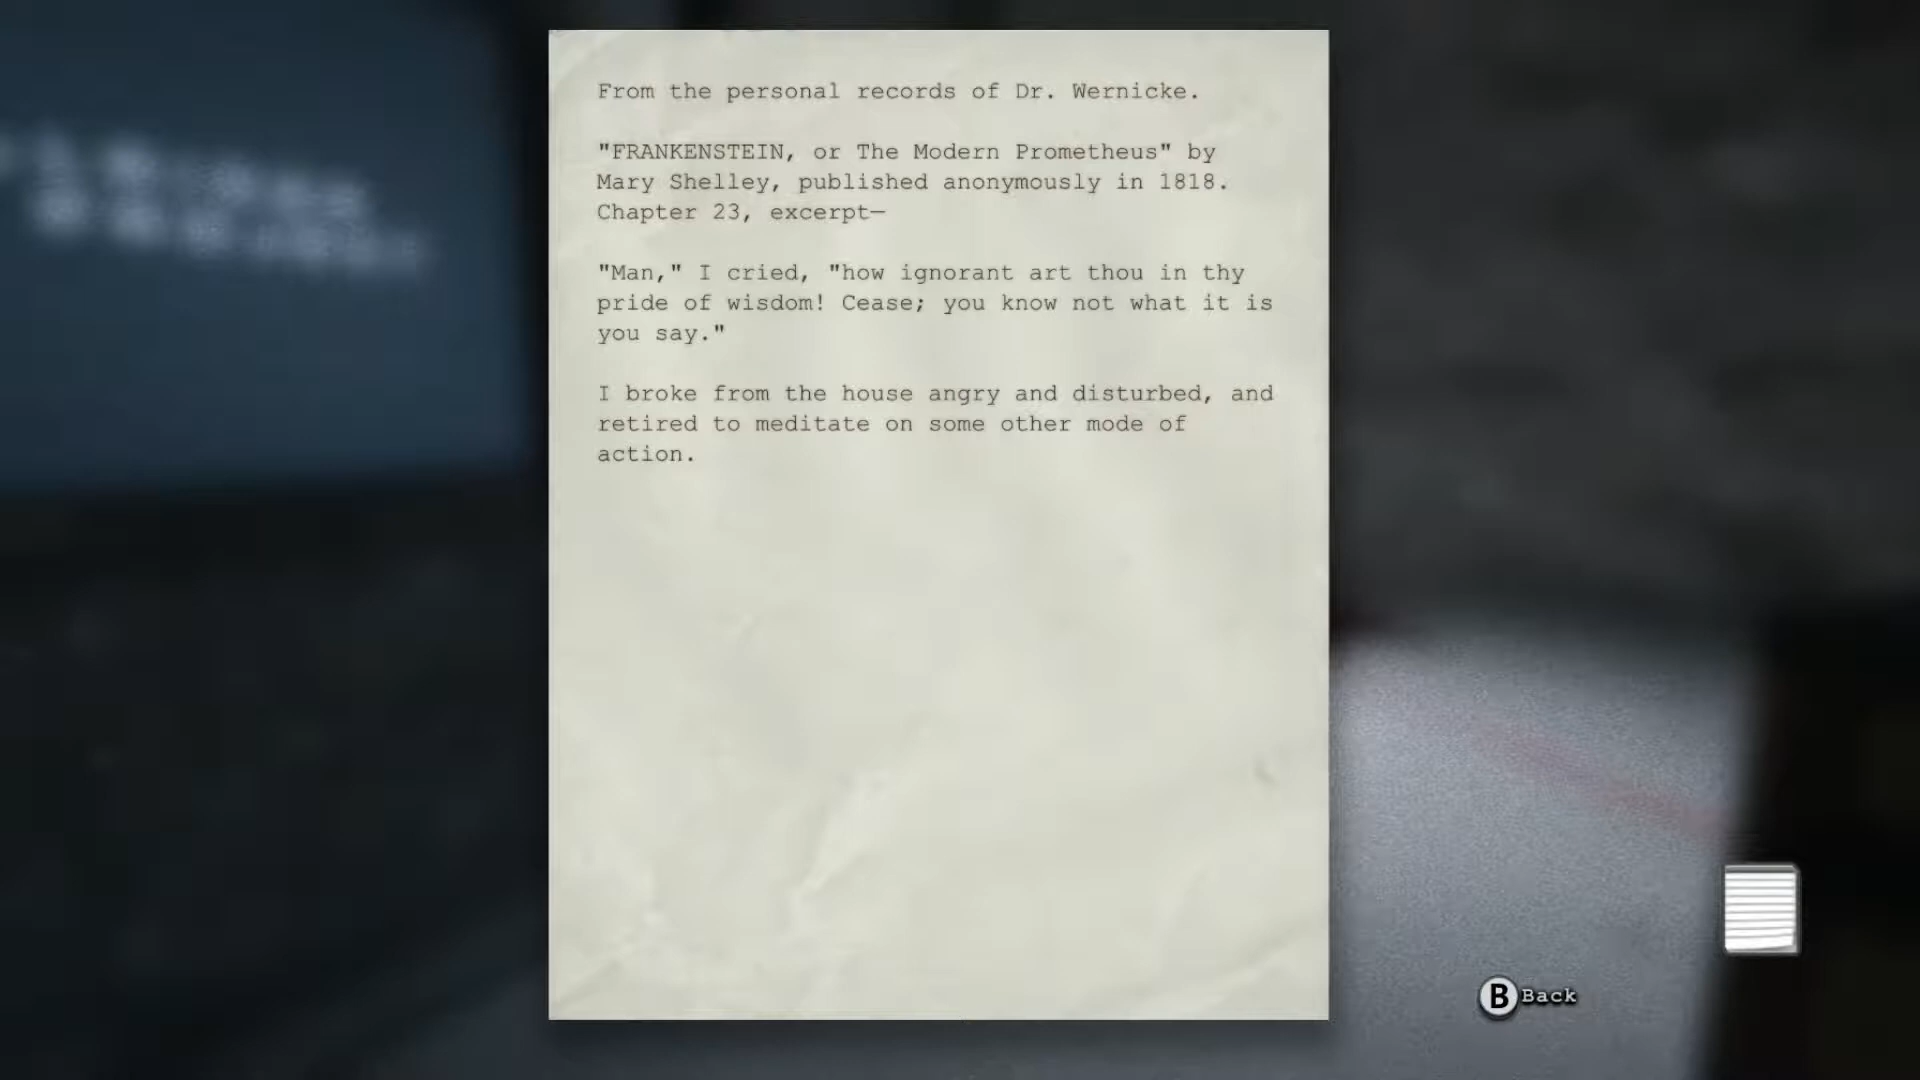 From the personal records of Dr. Wernicke.
"FRANKENSTEIN, or The Modern Prometheus" by
Mary Shelley, published anonymously in 1818.
Chapter 23, excerpt—
"Man," I cried, "how ignorant art thou in thy
pride of wisdom! Cease; you know not what it is
you say."
I broke from the house angry and disturbed, and
retired to meditate on some other mode of
action.
B Back